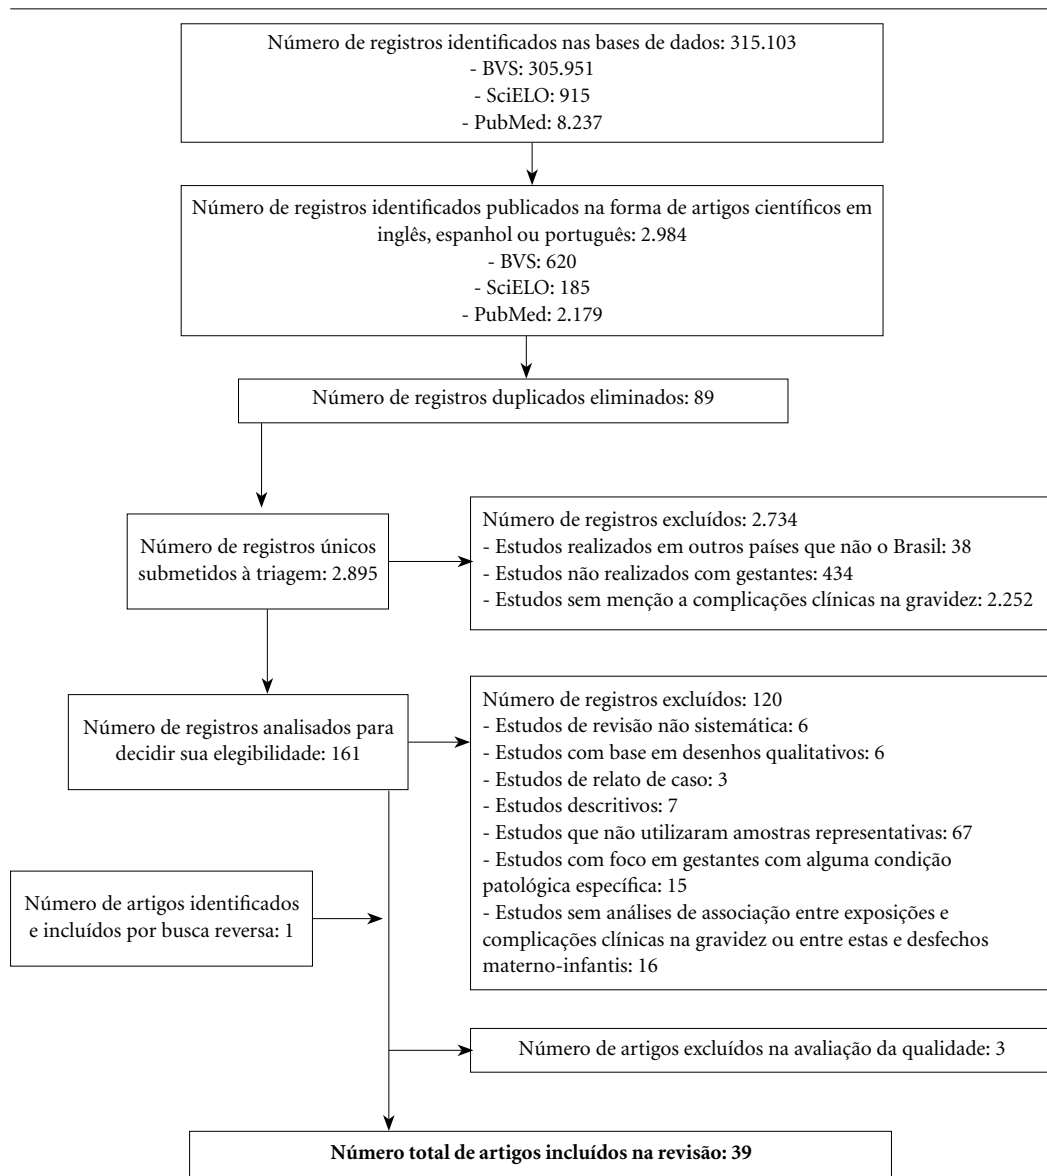 Número de registros identificados nas bases de dados: 315.103
- BVS: 305.951
- SciELO: 915
- PubMed: 8.237
Número de registros identificados publicados na forma de artigos científicos em
inglês, espanhol ou português: 2.984
- BVS: 620
- SciELO: 185
- PubMed: 2.179
Número de registros duplicados eliminados: 89
Número de registros únicos
submetidos à triagem: 2.895
Número de registros excluídos: 2.734
- Estudos realizados em outros países que não o Brasil: 38
- Estudos não realizados com gestantes: 434
- Estudos sem menção a complicações clínicas na gravidez: 2.252
Número de registros analisados para
decidir sua elegibilidade: 161
Número de registros excluídos: 120
- Estudos de revisão não sistemática: 6
- Estudos com base em desenhos qualitativos: 6
- Estudos de relato de caso: 3
- Estudos descritivos: 7
- Estudos que não utilizaram amostras representativas: 67
- Estudos com foco em gestantes com alguma condição
patológica específica: 15
- Estudos sem análises de associação entre exposições e
complicações clínicas na gravidez ou entre estas e desfechos
materno-infantis: 16
Número de artigos identificados
e incluídos por busca reversa: 1
Número de artigos excluídos na avaliação da qualidade: 3
Número total de artigos incluídos na revisão: 39